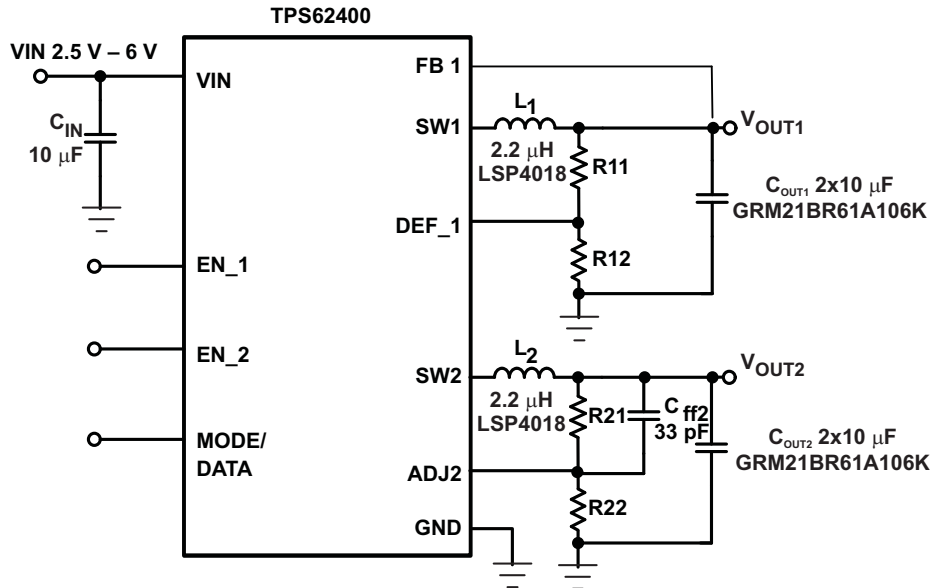 TPS62400
VIN 2.5 V – 6 V
VIN
FB 1
C_IN
10 μF
SW1
L1
2.2 μH
LSP4018
R11
V_OUT1
C_OUT1 2x10 μF
GRM21BR61A106K
DEF_1
R12
EN_1
EN_2
SW2
L2
2.2 μH
LSP4018
R21
C_ff2
33 pF
V_OUT2
C_OUT2 2x10 μF
GRM21BR61A106K
MODE/
DATA
ADJ2
R22
GND